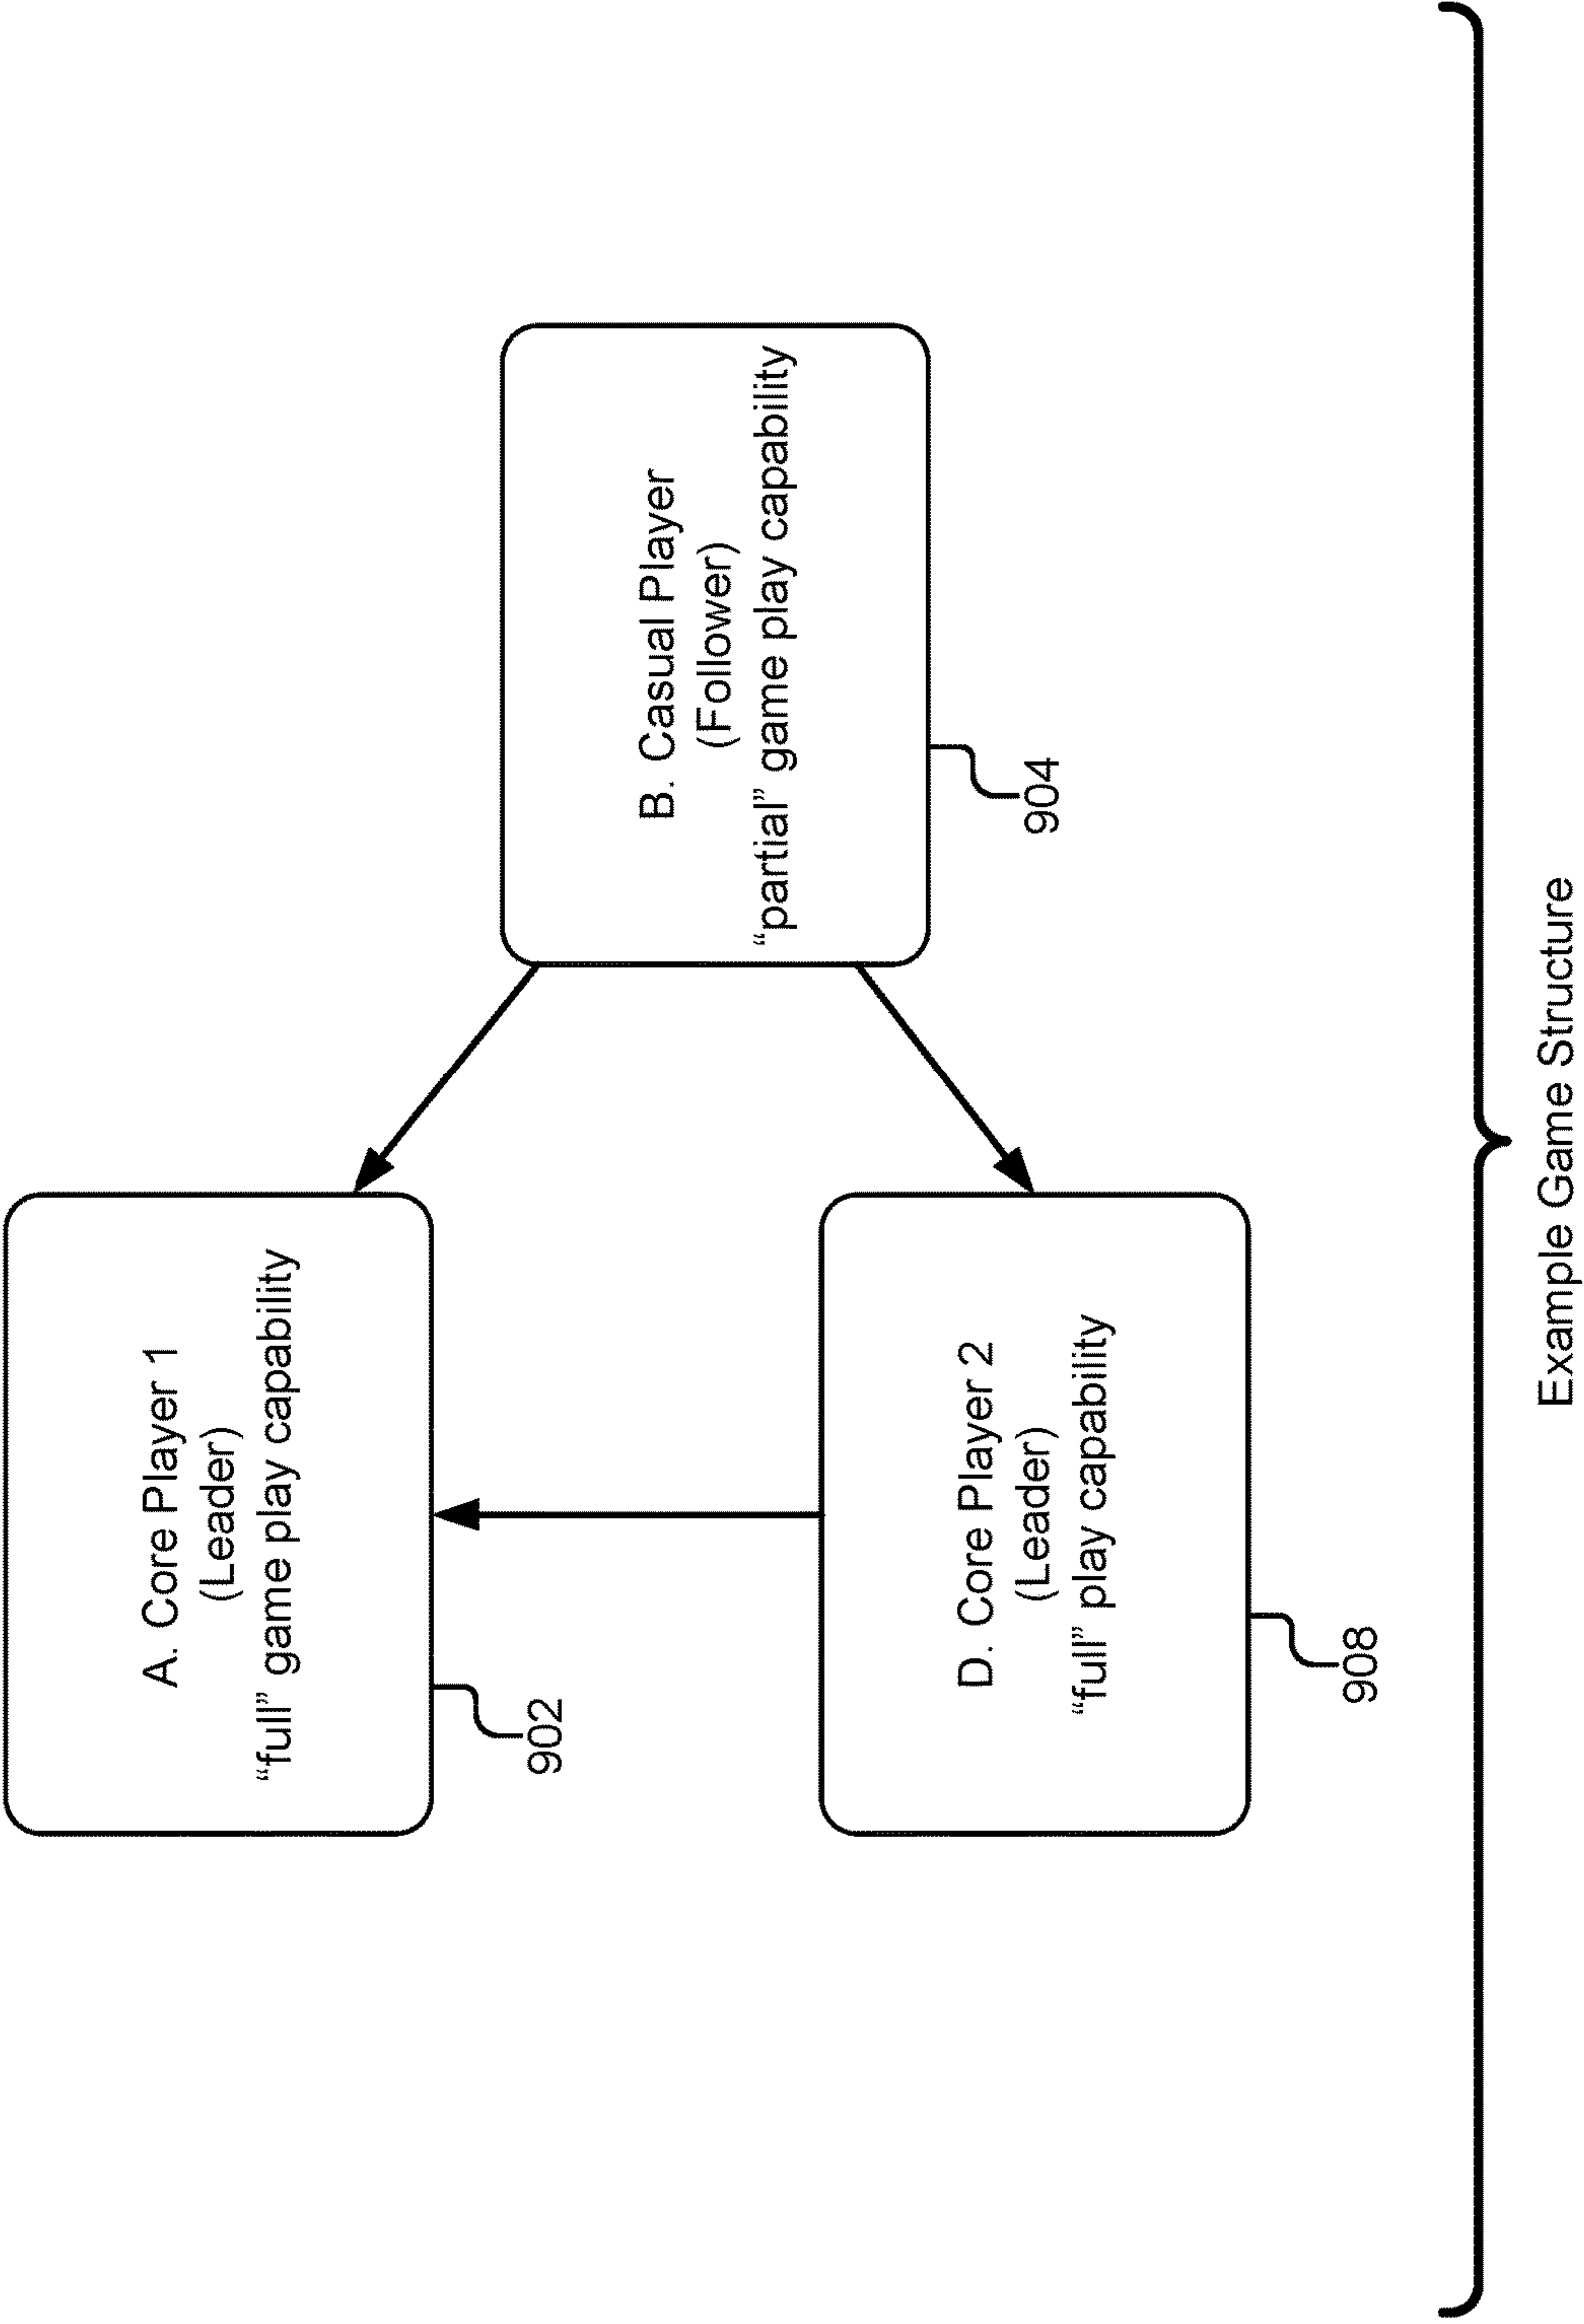 A. Core Player 1
(Leader)
“full” game play capability
902
B. Casual Player
(Follower)
“partial” game play capability
904
D. Core Player 2
(Leader)
“full” play capability
908
Example Game Structure